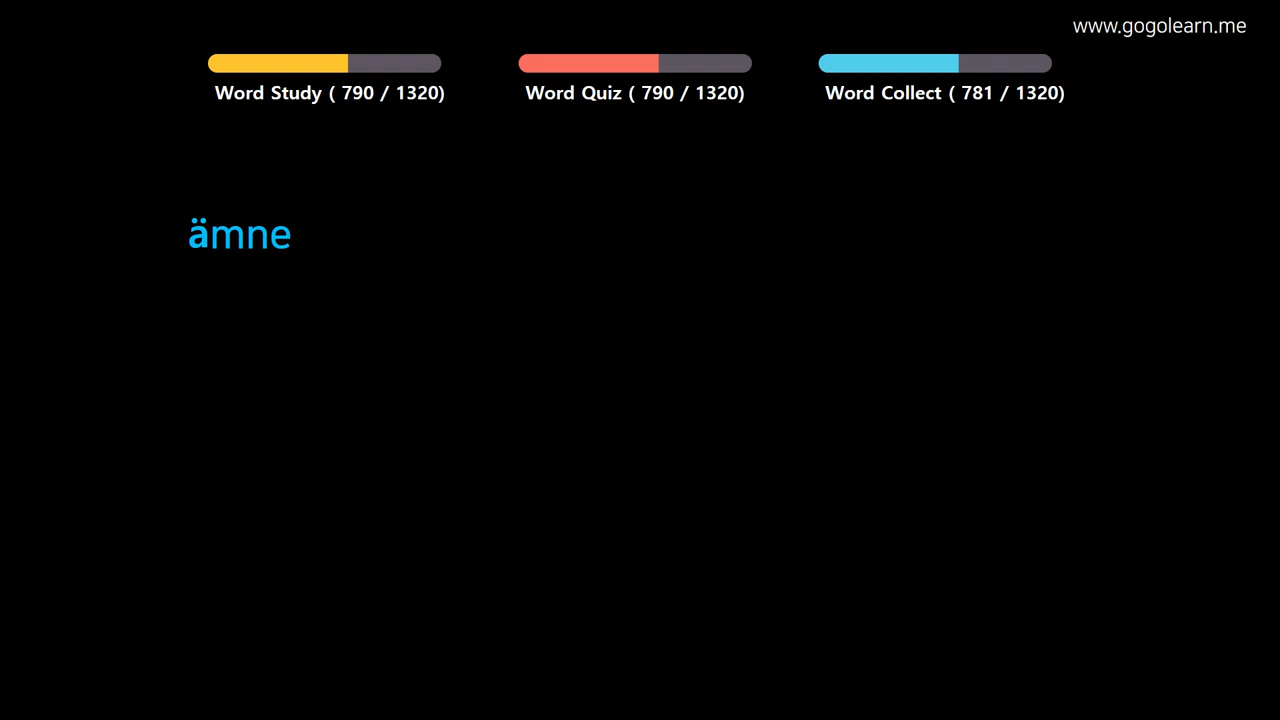 www.gogolearn.me
Word Study ( 790 / 1320)
Word Quiz ( 790 / 1320)
Word Collect ( 781 / 1320)
ämne